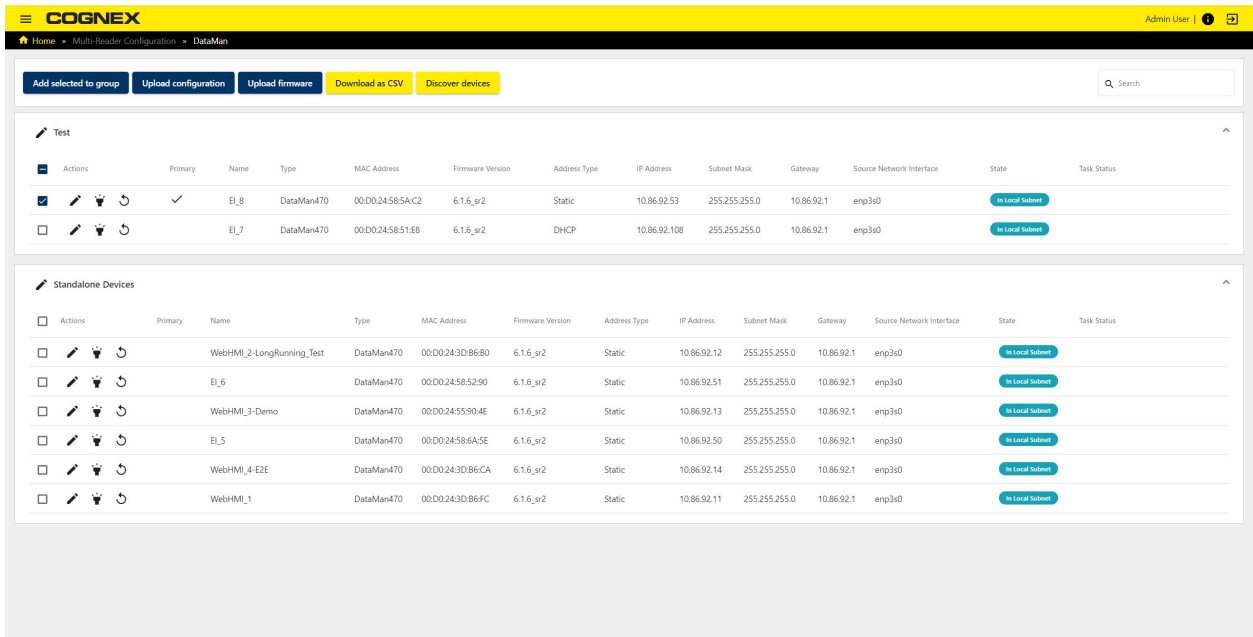 COGNEX
Admin User |
Home » Multi-Reader Configuration » DataMan
Add selected to group Upload configuration Upload firmware Download as CSV Discover devices Search
Test
Actions Primary Name Type MAC Address Firmware Version Address Type IP Address Subnet Mask Gateway Source Network Interface State Task Status
EI_8 DataMan470 00:D0:24:58:5A:C2 6.1.6_sr2 Static 10.86.92.53 255.255.255.0 10.86.92.1 enp3s0 In Local Subnet
EI_7 DataMan470 00:D0:24:58:51:E8 6.1.6_sr2 DHCP 10.86.92.108 255.255.255.0 10.86.92.1 enp3s0 In Local Subnet
Standalone Devices
Actions Primary Name Type MAC Address Firmware Version Address Type IP Address Subnet Mask Gateway Source Network Interface State Task Status
WebHMI_2-LongRunning_Test DataMan470 00:D0:24:3D:B6:B0 6.1.6_sr2 Static 10.86.92.12 255.255.255.0 10.86.92.1 enp3s0 In Local Subnet
EI_6 DataMan470 00:D0:24:58:52:90 6.1.6_sr2 Static 10.86.92.51 255.255.255.0 10.86.92.1 enp3s0 In Local Subnet
WebHMI_3-Demo DataMan470 00:D0:24:55:90:4E 6.1.6_sr2 Static 10.86.92.13 255.255.255.0 10.86.92.1 enp3s0 In Local Subnet
EI_5 DataMan470 00:D0:24:58:6A:5E 6.1.6_sr2 Static 10.86.92.50 255.255.255.0 10.86.92.1 enp3s0 In Local Subnet
WebHMI_4-E2E DataMan470 00:D0:24:3D:B6:CA 6.1.6_sr2 Static 10.86.92.14 255.255.255.0 10.86.92.1 enp3s0 In Local Subnet
WebHMI_1 DataMan470 00:D0:24:3D:B6:FC 6.1.6_sr2 Static 10.86.92.11 255.255.255.0 10.86.92.1 enp3s0 In Local Subnet